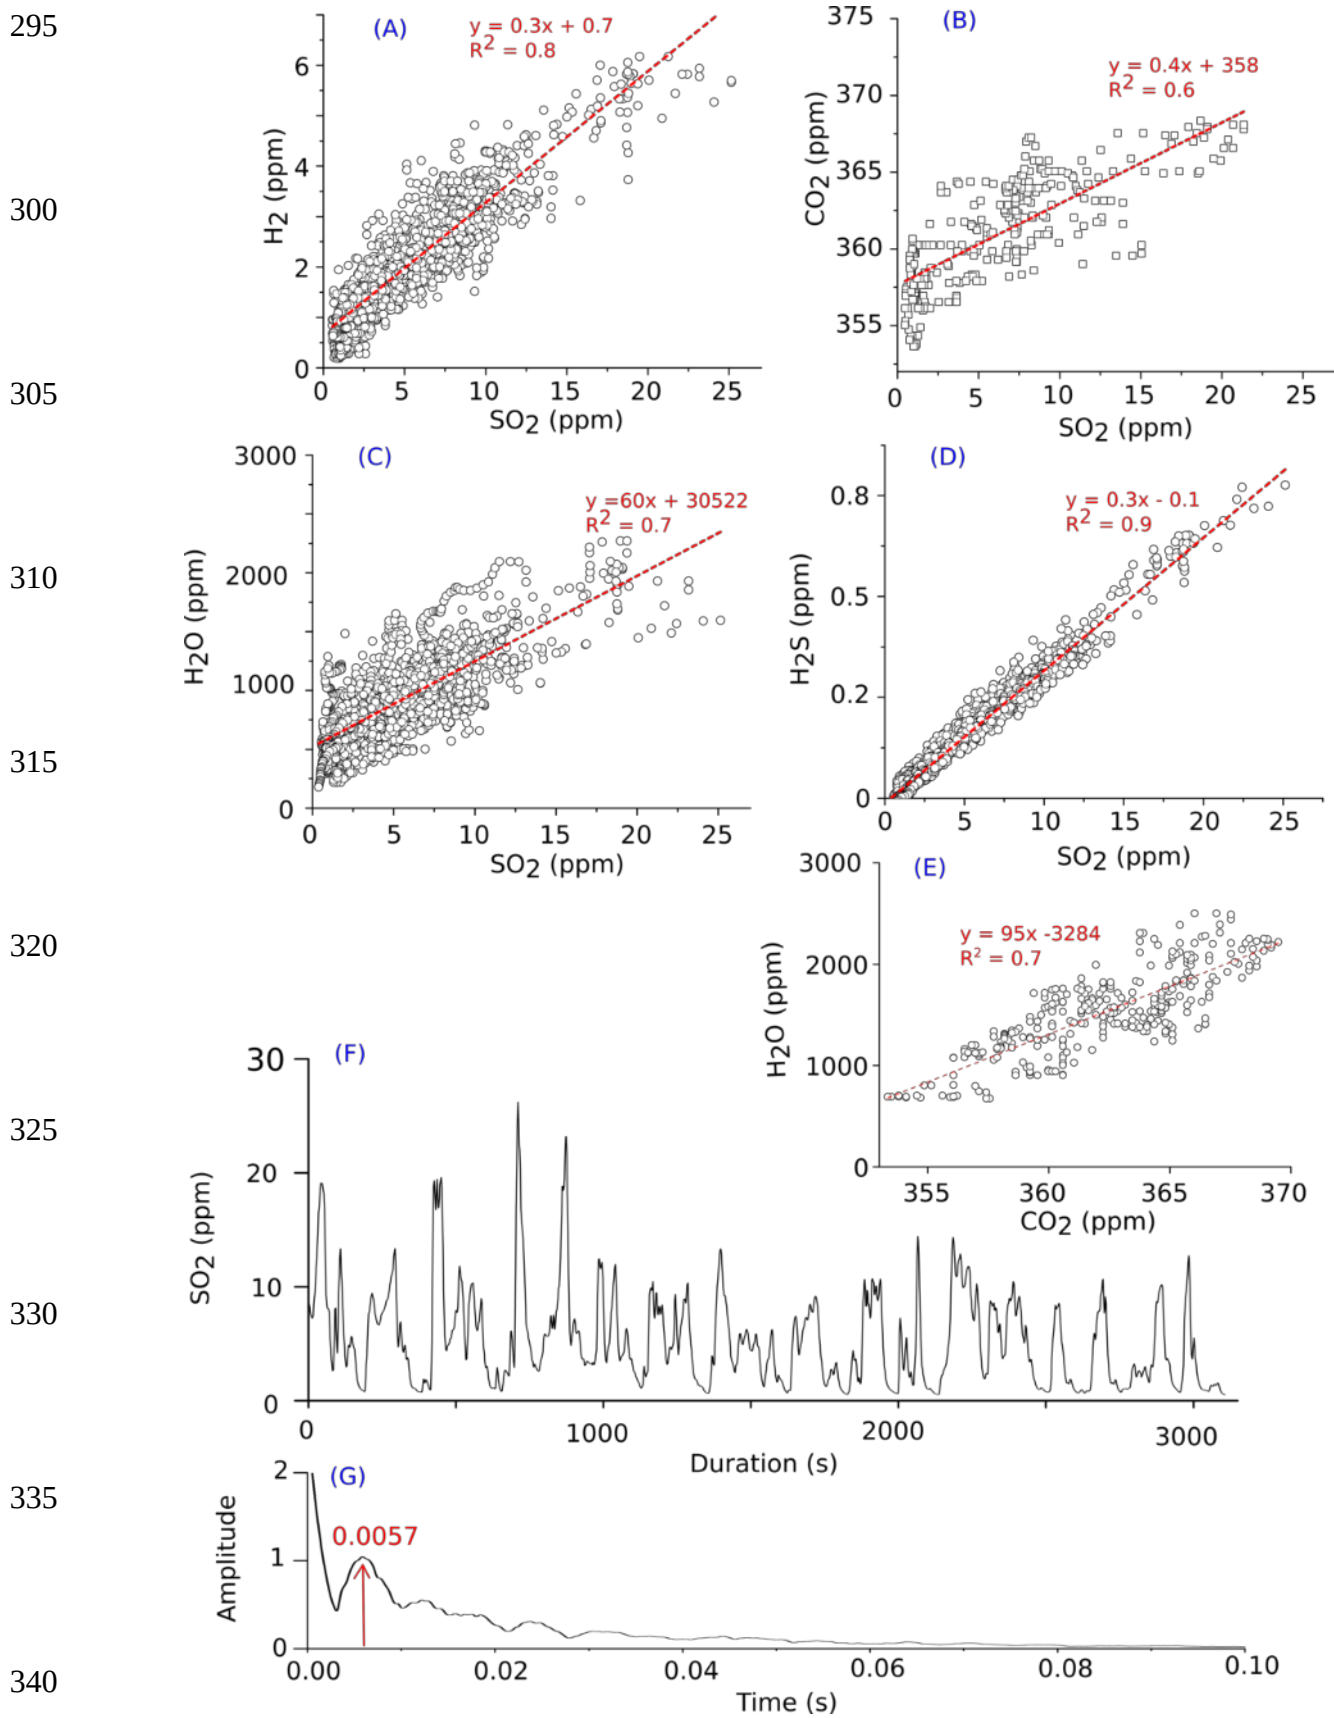 295
300
305
310
315
320
325
330
335
340
(A)
y = 0.3x + 0.7
R2 = 0.8
H2 (ppm)
6
4
2
0
0 5 10 15 20 25
SO2 (ppm)
(B)
y = 0.4x + 358
R2 = 0.6
CO2 (ppm)
375
370
365
360
355
0 5 10 15 20 25
SO2 (ppm)
(C)
y =60x + 30522
R2 = 0.7
H2O (ppm)
3000
2000
1000
0
0 5 10 15 20 25
SO2 (ppm)
(D)
y = 0.3x - 0.1
R2 = 0.9
H2S (ppm)
0.8
0.5
0.2
0
0 5 10 15 20 25
SO2 (ppm)
(E)
y = 95x -3284
R2 = 0.7
H2O (ppm)
3000
2000
1000
0
355 360 365 370
CO2 (ppm)
(F)
SO2 (ppm)
30
20
10
0
0 1000 2000 3000
Duration (s)
(G)
0.0057
Amplitude
2
1
0
0.00 0.02 0.04 0.06 0.08 0.10
Time (s)